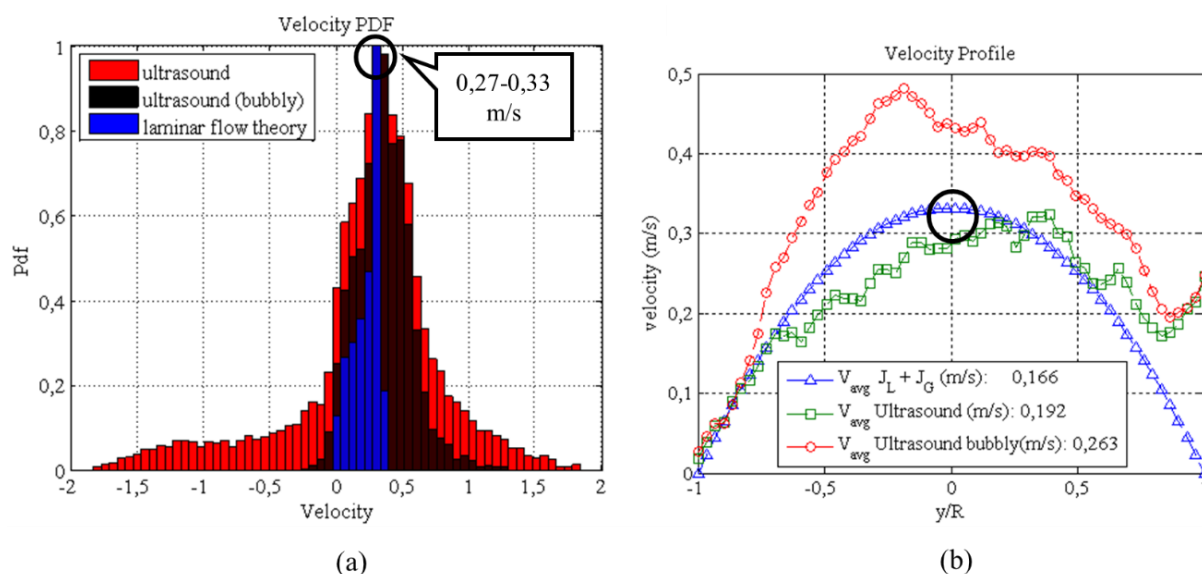 Velocity PDF
1
0,8
0,6
0,4
0,2
0
Pdf
ultrasound
ultrasound (bubbly)
laminar flow theory
0,27-0,33
m/s
-2
-1,5
-1
-0,5
0
0,5
1
1,5
2
Velocity
(a)
Velocity Profile
0,5
0,4
0,3
0,2
0,1
0
velocity (m/s)
V_avg J_L + J_G (m/s): 0,166
V_avg Ultrasound (m/s): 0,192
V_avg Ultrasound bubbly(m/s): 0,263
-1
-0,5
0
0,5
y/R
(b)